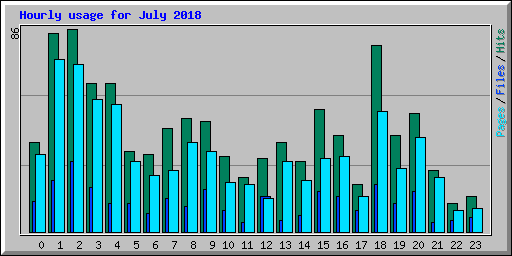 Hourly usage for July 2018
86
Pages / Files / Hits
0 1 2 3 4 5 6 7 8 9 10 11 12 13 14 15 16 17 18 19 20 21 22 23